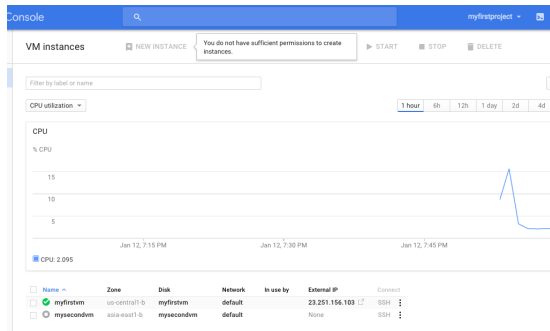 Console
myfirstproject
VM instances
NEW INSTANCE
You do not have sufficient permissions to create
instances.
START
STOP
DELETE
Filter by label or name
CPU utilization
1 hour 6h 12h 1 day 2d 4d
CPU
% CPU
15
10
5
Jan 12, 7:15 PM Jan 12, 7:30 PM Jan 12, 7:45 PM
CPU: 2.095
Name Zone Disk Network In use by External IP Connect
myfirstvm us-central1-b myfirstvm default 23.251.156.103 SSH
mysecondvm asia-east1-b mysecondvm default None SSH